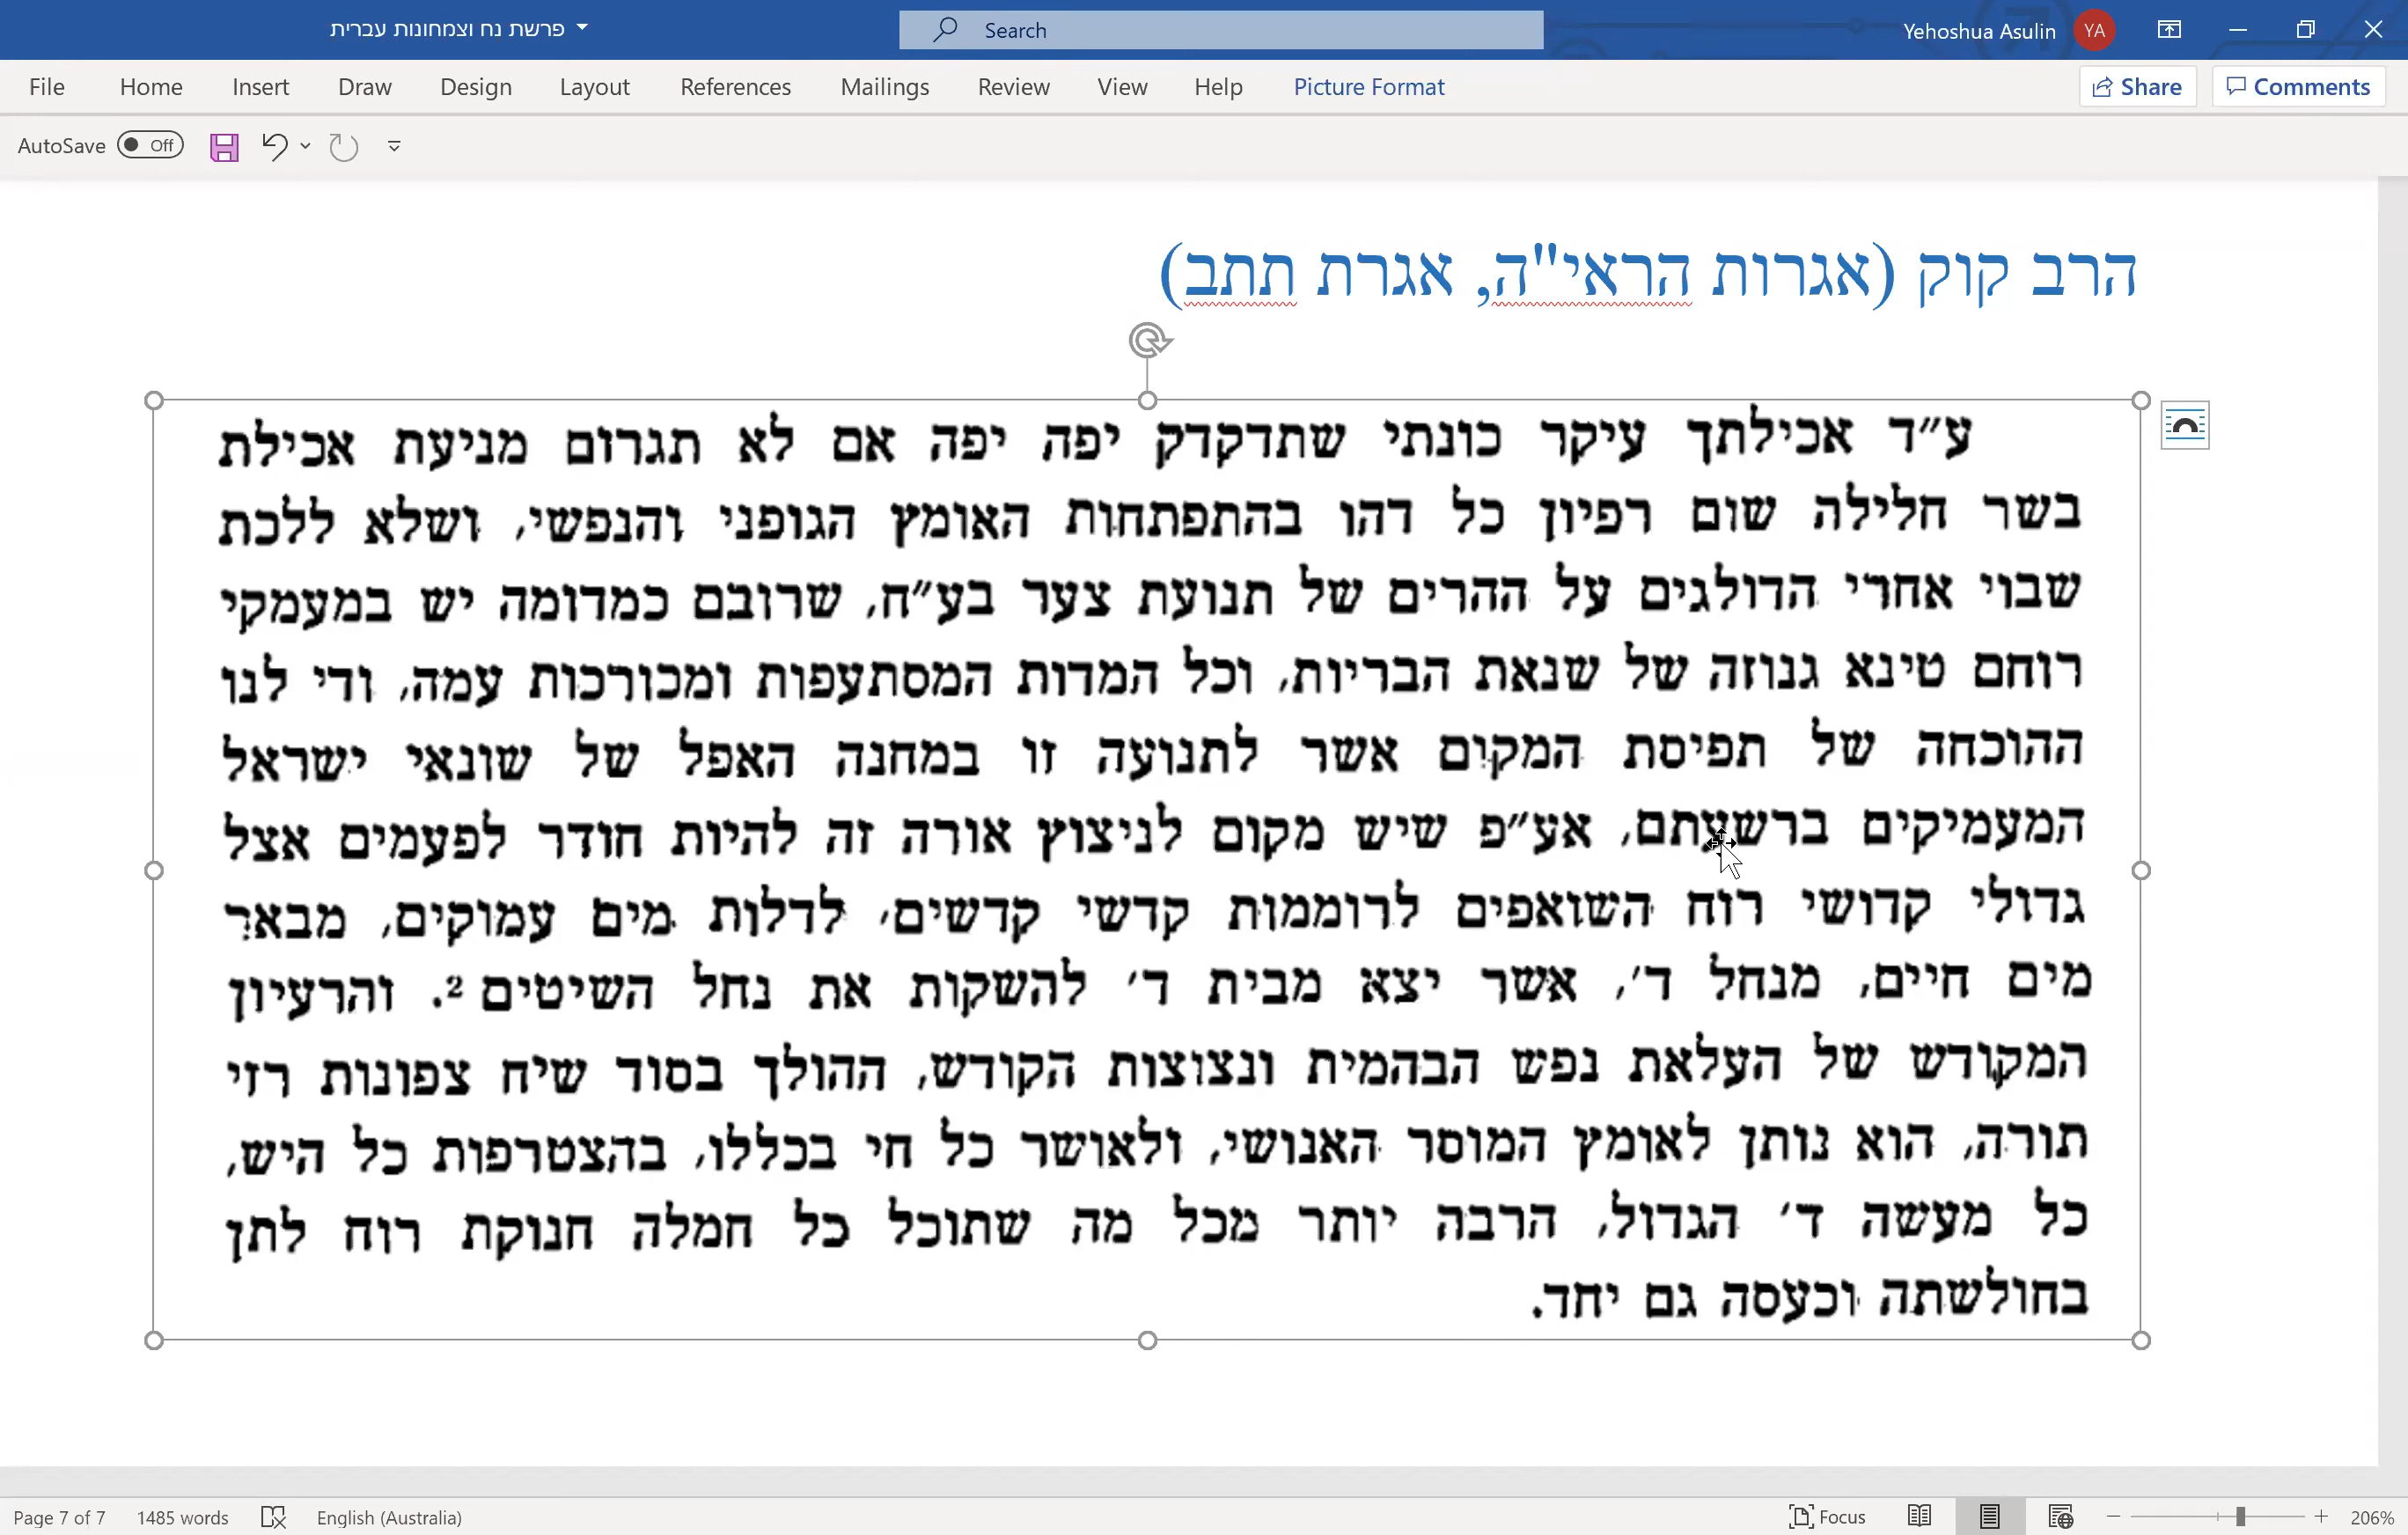 פרשת נח וצמחונות עברית
Search
Yehoshua Asulin
YA
File Home Insert Draw Design Layout References Mailings Review View Help Picture Format
Share
Comments
AutoSave Off
הרב קוק (אגרות הראי"ה, אגרת תתב)
ע״ד אכילתך עיקר כונתי שתדקדק יפה יפה אם לא תגרום מניעת אכילת
בשר חלילה שום רפיון כל דהו בהתפתחות האומץ הגופני והנפשי, ושלא ללכת
שבוי אחרי הדולגים על ההרים של תנועת צער בע״ח, שרובם כמדומה יש במעמקי
רוחם טינא גנוזה של שנאת הבריות, וכל המדות המסתעפות ומכורכות עמה, ודי לנו
ההוכחה של תפיסת המקום אשר לתנועה זו במחנה האפל של שונאי ישראל
המעמיקים ברשעתם, אע״פ שיש מקום לניצוץ אורה זה להיות חודר לפעמים אצל
גדולי קדושי רוח השואפים לרוממות קדשי קדשים, לדלות מים עמוקים, מבאר
מים חיים, מנחל ד׳, אשר יצא מבית ד׳ להשקות את נחל השיטים 2. והרעיון
המקודש של העלאת נפש הבהמית ונצוצות הקודש, ההולך בסוד שיח צפונות רזי
תורה, הוא נותן לאומץ המוסר האנושי, ולאושר כל חי בכללו, בהצטרפות כל היש,
כל מעשה ד׳ הגדול, הרבה יותר מכל מה שתוכל כל חמלה חנוקת רוח לתן
בחולשתה וכעסה גם יחד.
Page 7 of 7 1485 words English (Australia)
Focus
206%